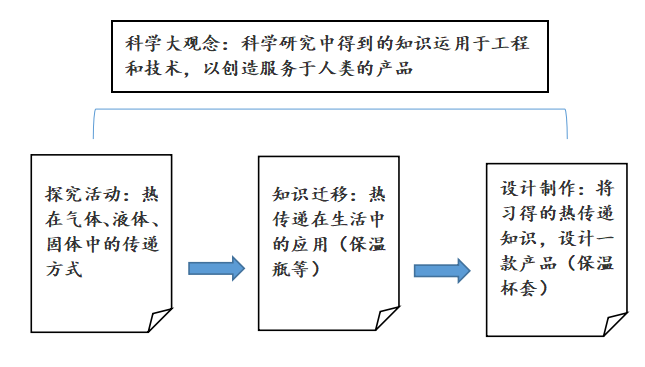 科学大观念：科学研究中得到的知识运用于工程
和技术，以创造服务于人类的产品
探究活动：热
在气体、液体、
固体中的传递
方式
知识迁移：热
传递在生活中
的应用（保温
瓶等）
设计制作：将
习得的热传递
知识，设计一
款产品（保温
杯套）